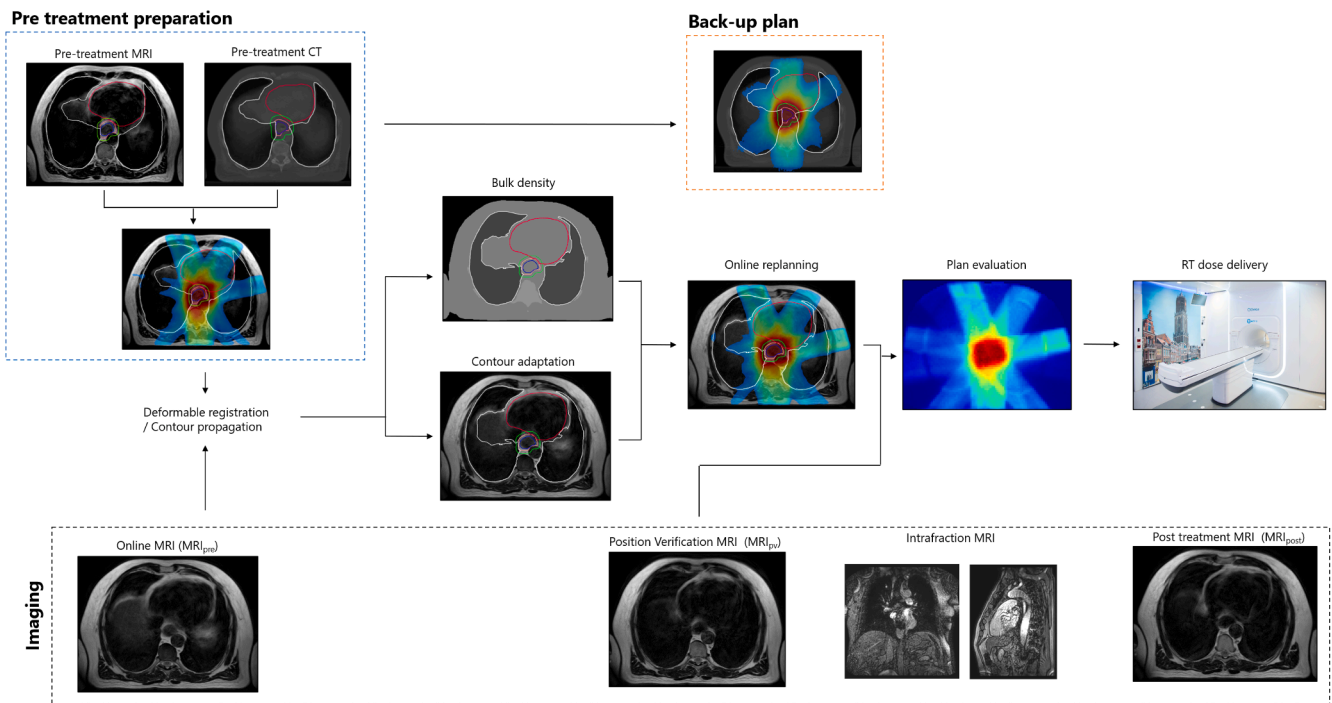 Pre treatment preparation
Back-up plan
Pre-treatment MRI
Pre-treatment CT
Bulk density
Online replanning
Plan evaluation
RT dose delivery
Contour adaptation
Deformable registration
/ Contour propagation
Imaging
Online MRI (MRIpre)
Position Verification MRI (MRIpv)
Intrafraction MRI
Post treatment MRI (MRIpost)